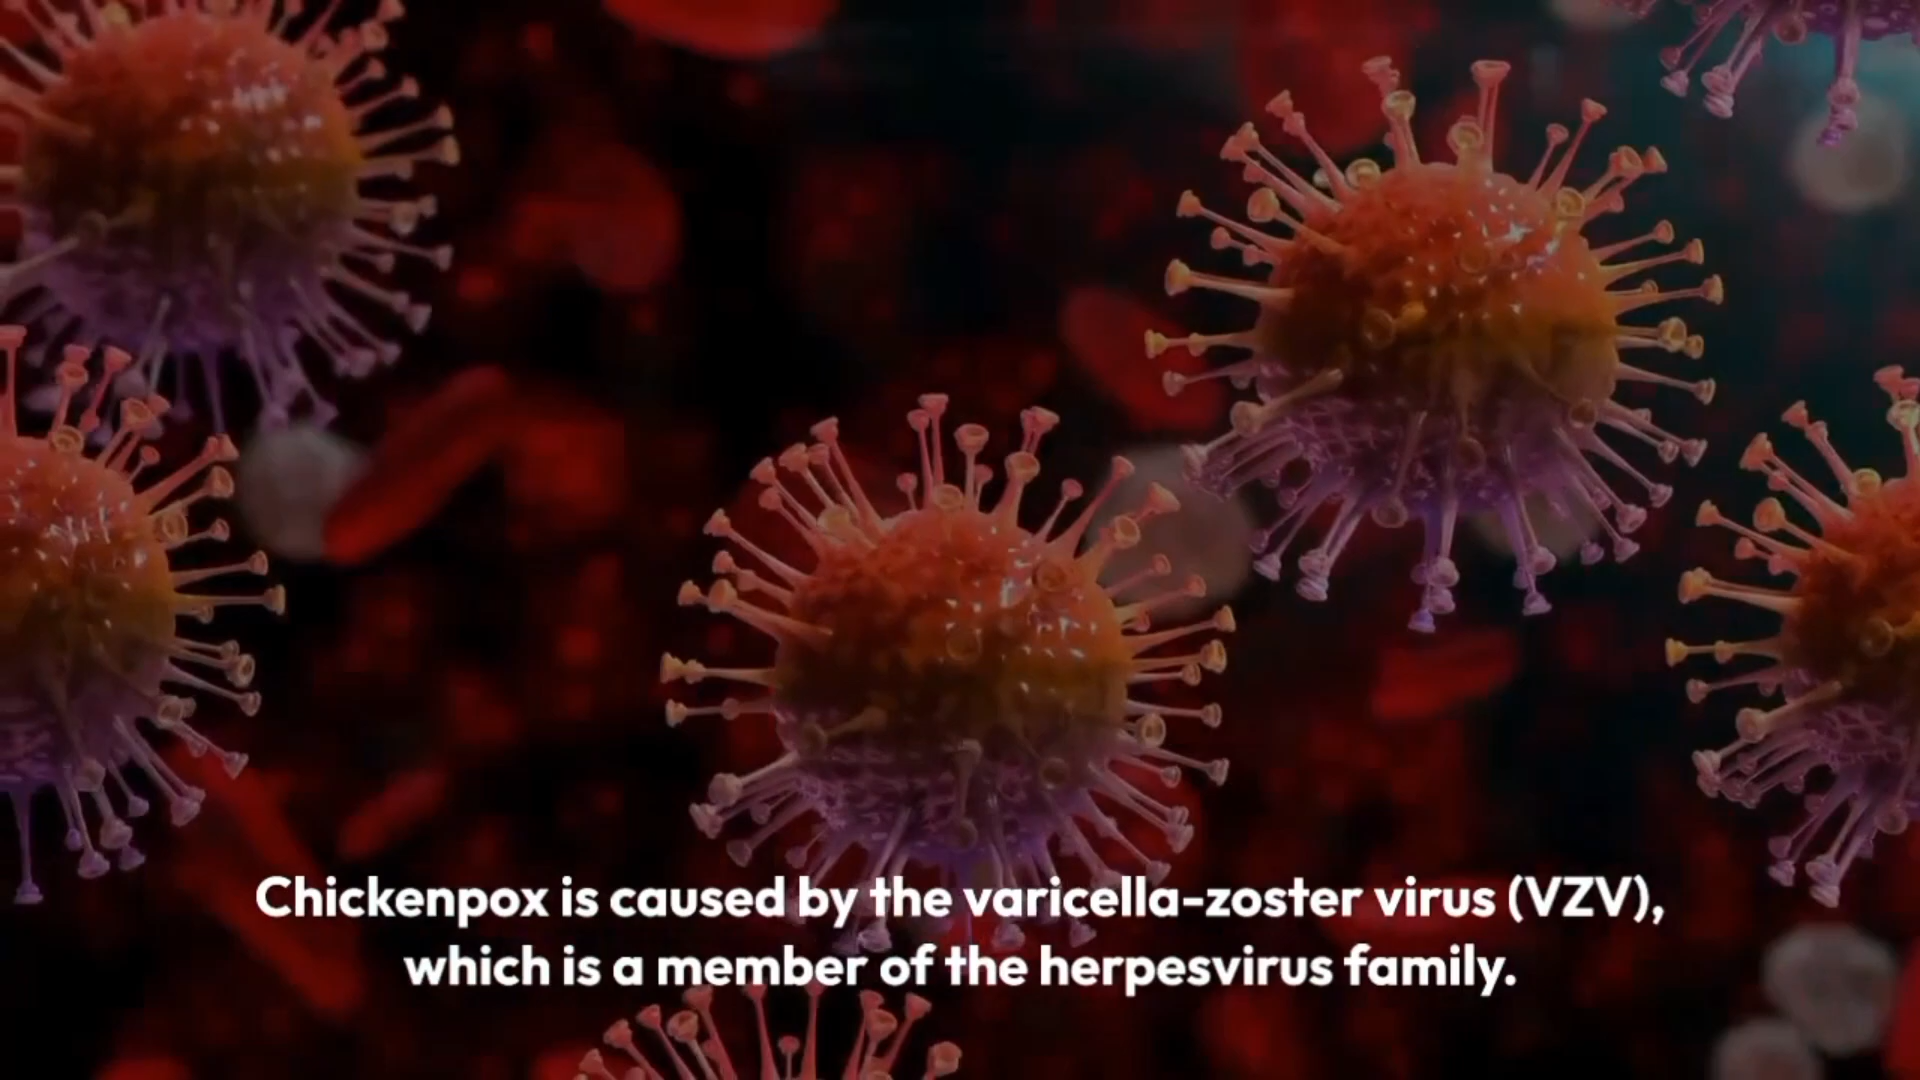 Chickenpox is caused by the varicella-zoster virus (VZV),
which is a member of the herpesvirus family.